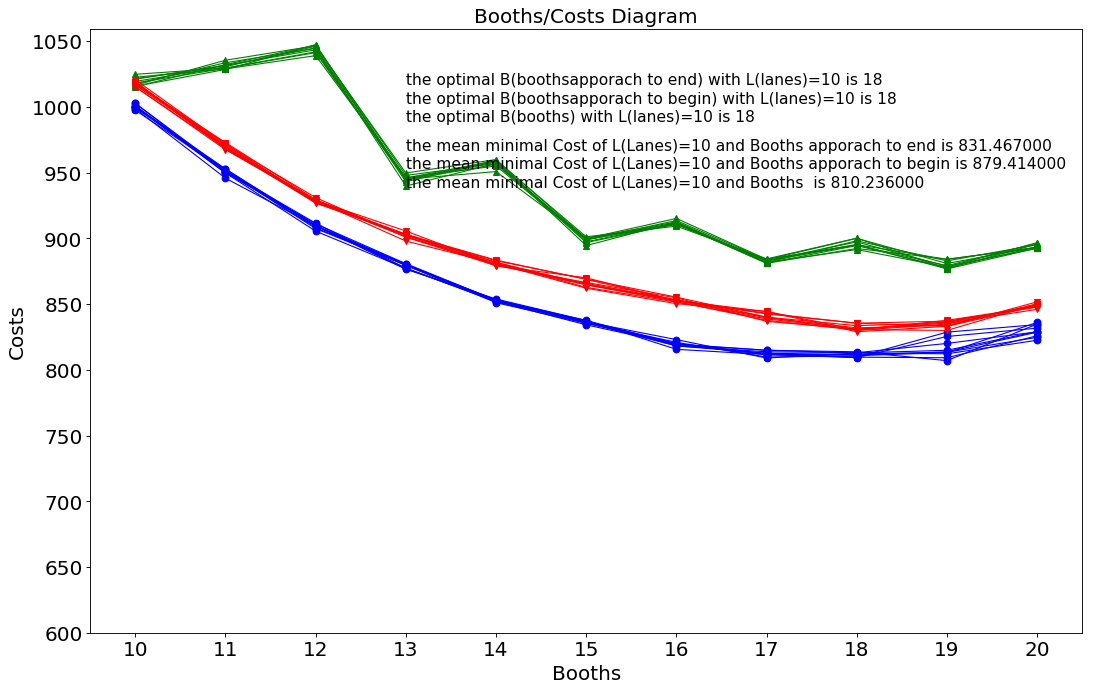 Booths/Costs Diagram
the optimal B(boothsapporach to end) with L(lanes)=10 is 18
the optimal B(boothsapporach to begin) with L(lanes)=10 is 18
the optimal B(booths) with L(lanes)=10 is 18
the mean minimal Cost of L(Lanes)=10 and Booths apporach to end is 831.467000
the mean minimal Cost of L(Lanes)=10 and Booths apporach to begin is 879.414000
the mean minimal Cost of L(Lanes)=10 and Booths  is 810.236000
Costs
1050
1000
950
900
850
800
750
700
650
600
10 11 12 13 14 15 16 17 18 19 20
Booths